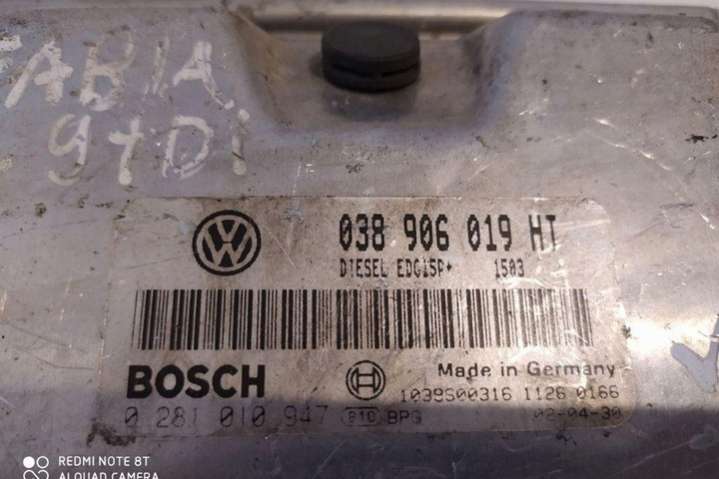 FABIA
9tDi
038 906 019 HT
DIESEL EDC15P+ 1503
BOSCH
Made in Germany
1039S00316 1126 0166
0 281 010 947 BPG 02-04-30
REDMI NOTE 8T
AI QUAD CAMERA